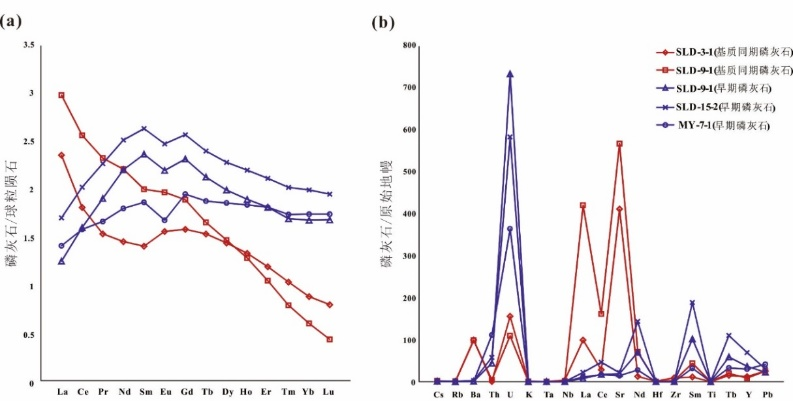 (a)
磷灰石/球粒陨石
3.5
3
2.5
2
1.5
1
0.5
0
La Ce Pr Nd Sm Eu Gd Tb Dy Ho Er Tm Yb Lu
(b)
磷灰石/原始地幔
800
700
600
500
400
300
200
100
0
SLD-3-1(基质同期磷灰石)
SLD-9-1(基质同期磷灰石)
SLD-9-1(早期磷灰石)
SLD-15-2(早期磷灰石)
MY-7-1(早期磷灰石)
Cs Rb Ba Th U K Ta Nb La Ce Sr Nd Hf Zr Sm Ti Tb Y Pb